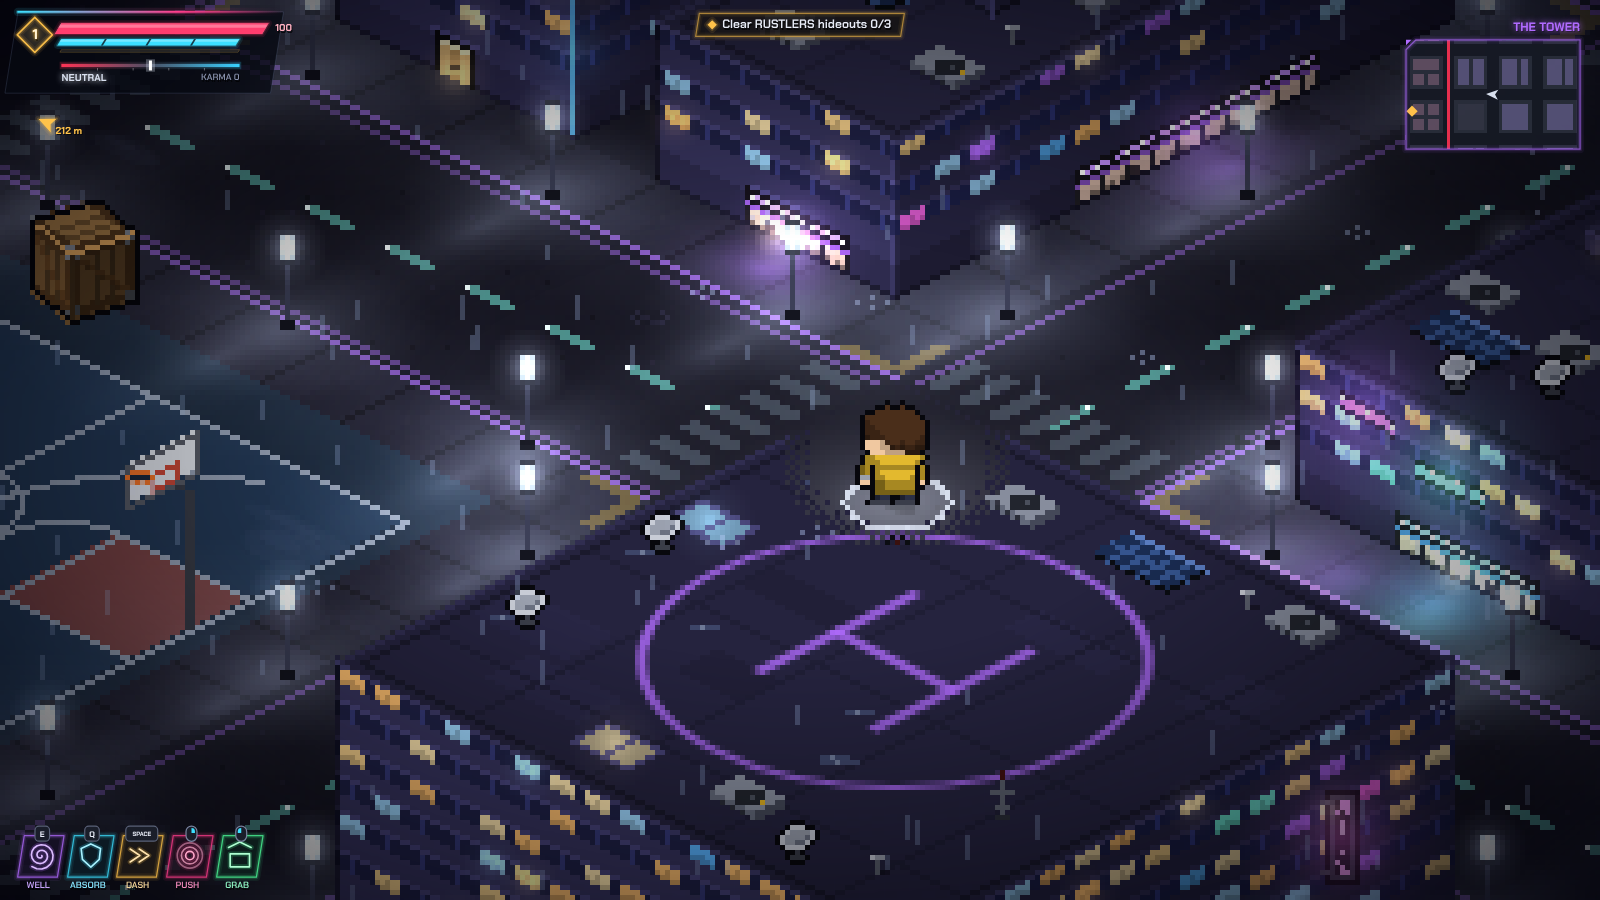 1
100
NEUTRAL
KARMA 0
Clear RUSTLERS hideouts 0/3
THE TOWER
212 m
H
E
Q
SPACE
WELL
ABSORB
DASH
PUSH
GRAB